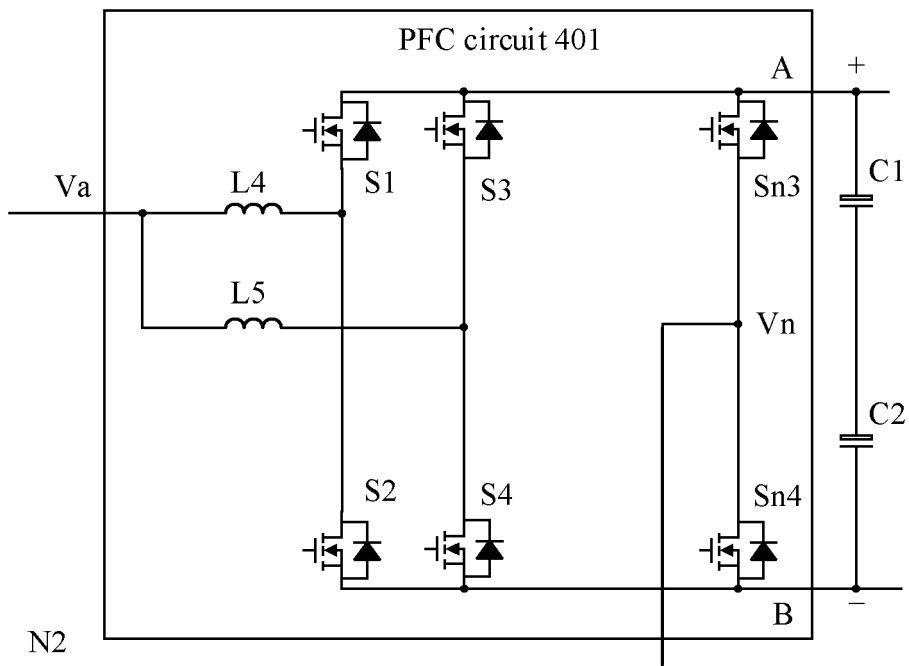 PFC circuit 401
A
+
Va
L4
S1
S3
Sn3
C1
L5
Vn
C2
S2
S4
Sn4
B
−
N2